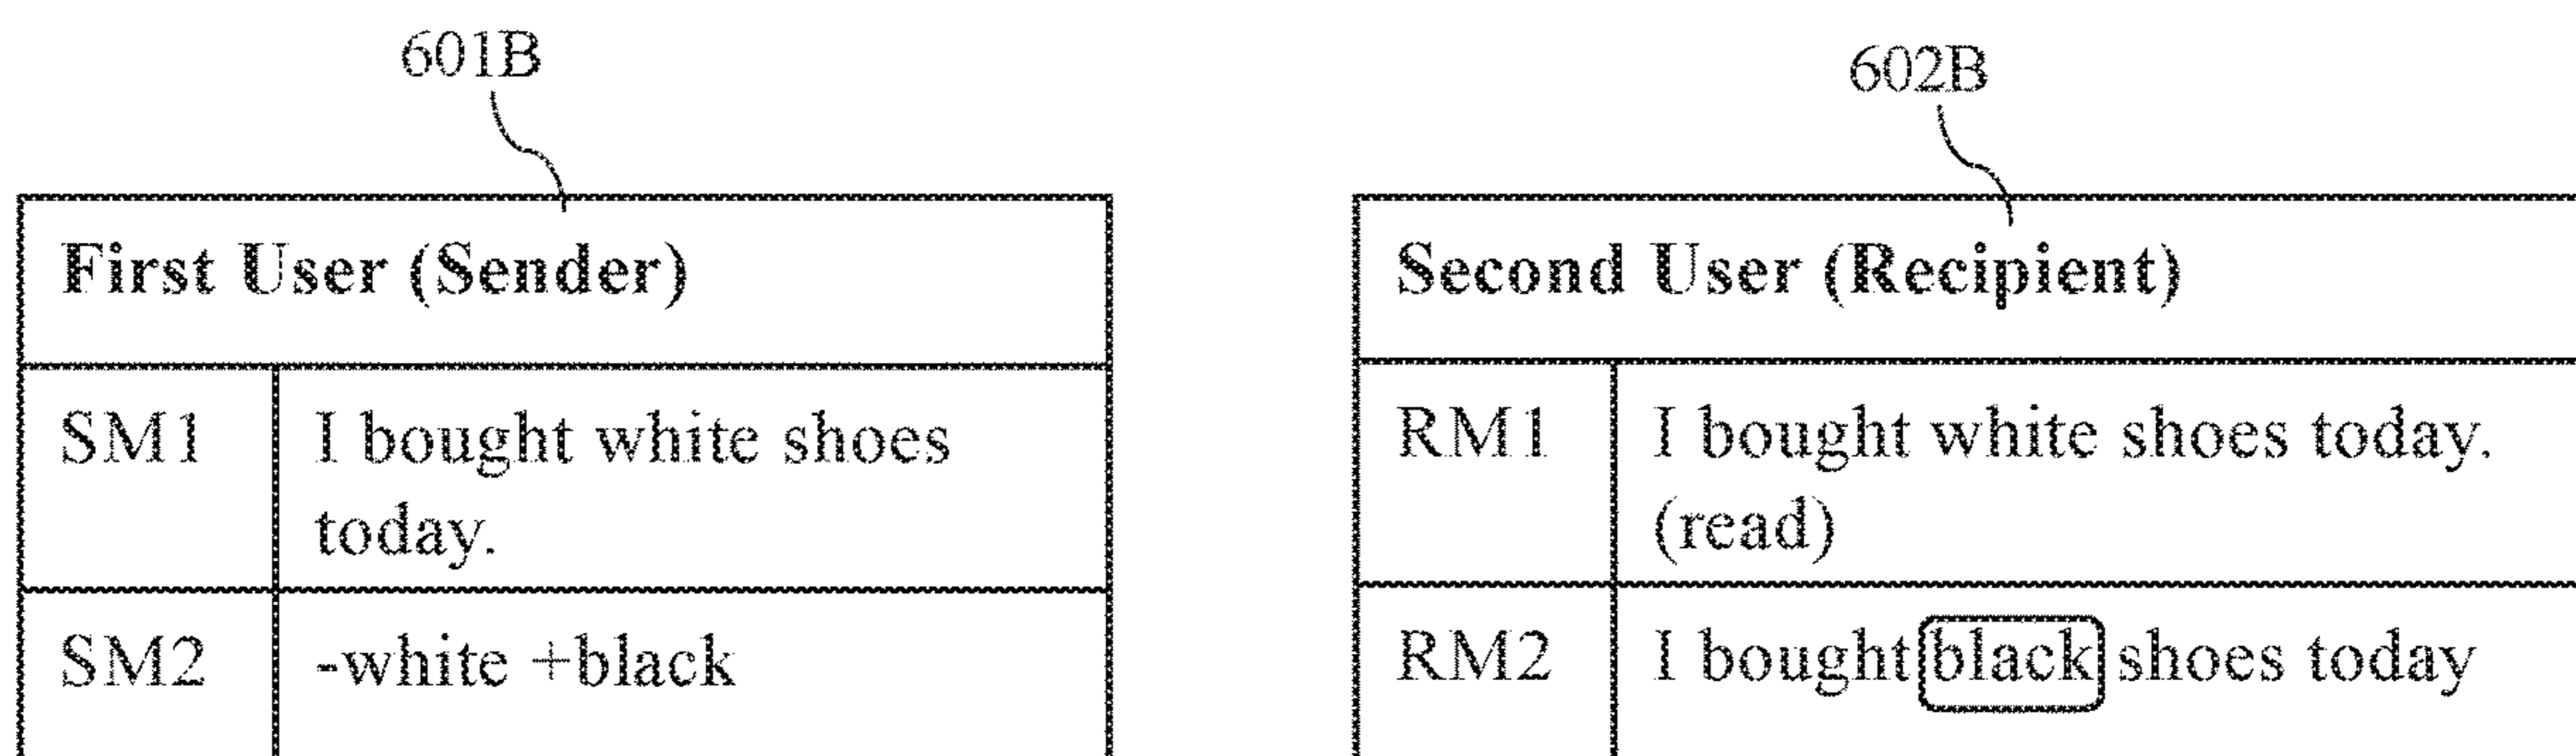 601B
First User (Sender)
SM1 I bought white shoes
today.
SM2 -white +black
602B
Second User (Recipient)
RM1 I bought white shoes today.
(read)
RM2 I bought black shoes today